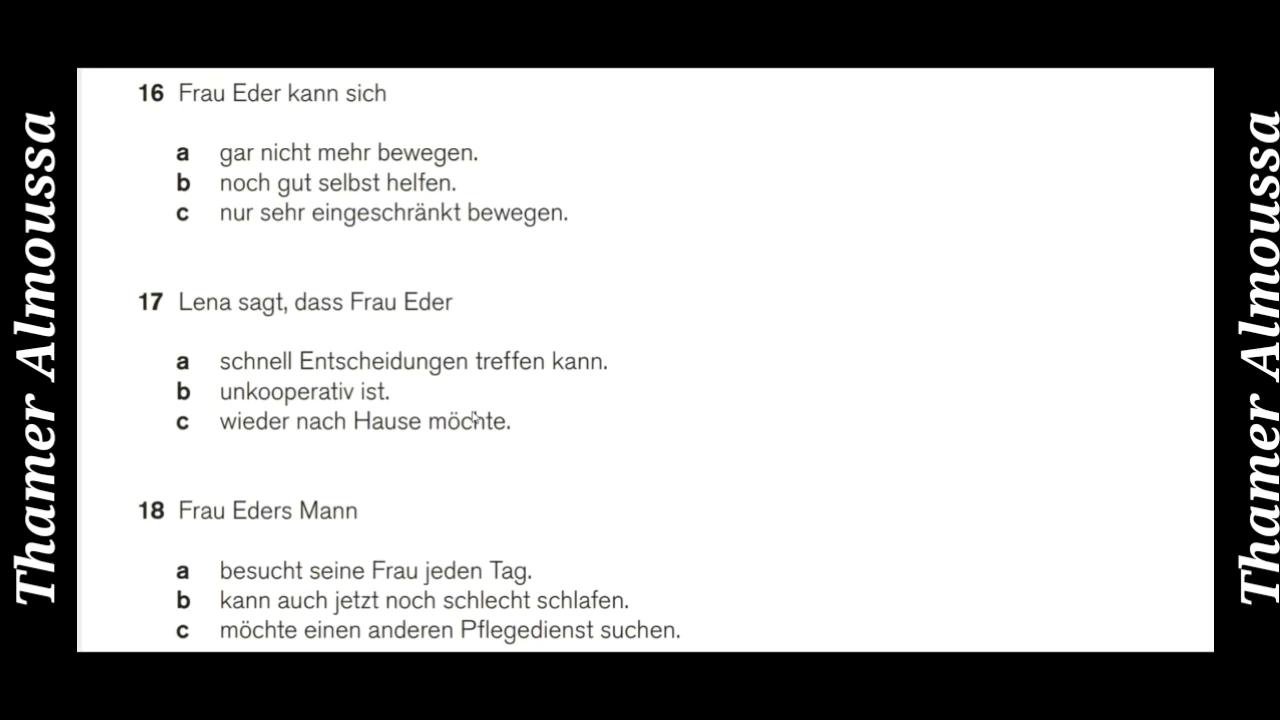 Thamer Almoussa
16 Frau Eder kann sich
a gar nicht mehr bewegen.
b noch gut selbst helfen.
c nur sehr eingeschränkt bewegen.
17 Lena sagt, dass Frau Eder
a schnell Entscheidungen treffen kann.
b unkooperativ ist.
c wieder nach Hause möchte.
18 Frau Eders Mann
a besucht seine Frau jeden Tag.
b kann auch jetzt noch schlecht schlafen.
c möchte einen anderen Pflegedienst suchen.
Thamer Almoussa